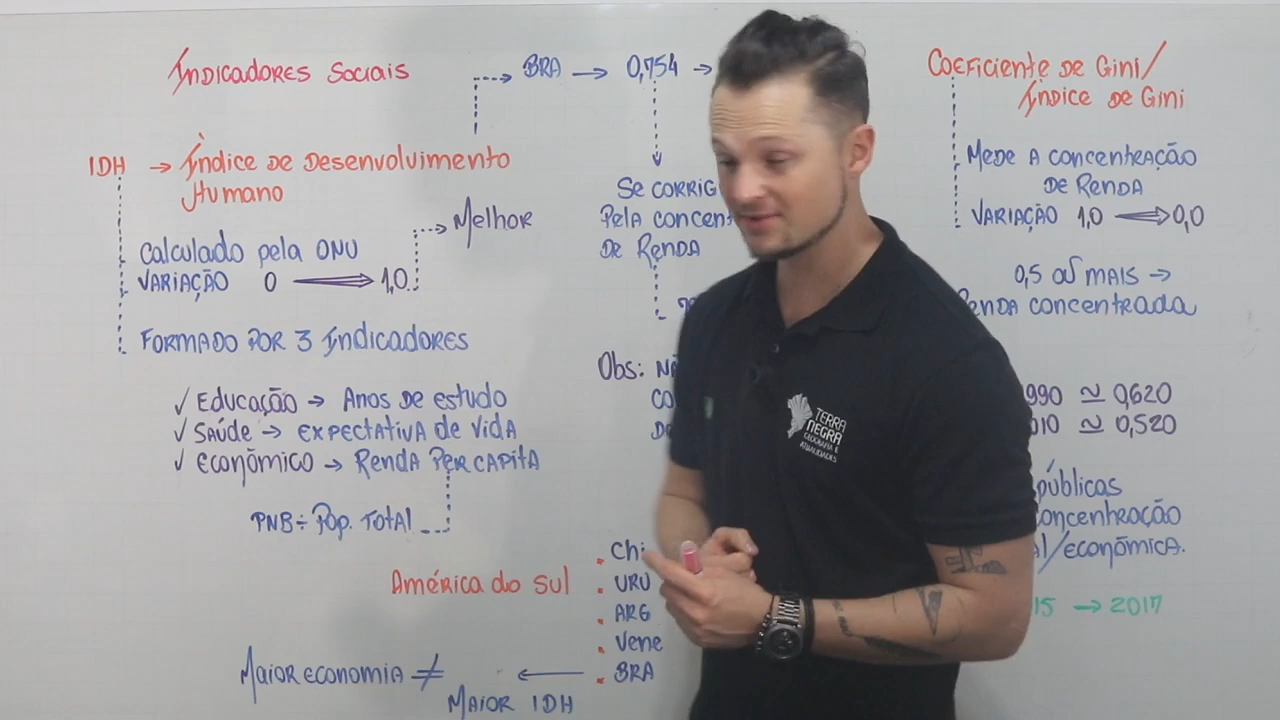 Indicadores Sociais
IDH → Índice de Desenvolvimento
Humano
Calculado pela ONU
VARIAÇÃO 0 ⟹ 1,0
Melhor
FORMADO POR 3 Indicadores
✓ Educação → Anos de estudo
✓ Saúde → EXPECTATIVA de vida
✓ econômico → Renda PER CAPITA
PNB ÷ Pop. Total
América do sul
URU
ARG
Vene
BRA
Maior economia ≠
MAIOR IDH
BRA → 0,754 →
Se CORRIG
Pela concen
DE Renda
Obs:
Coeficiente de Gini/
Índice de Gini
Mede A concentração
DE Renda
VARIAÇÃO 1,0 ⟹ 0,0
0,5 ou mais →
Renda concentrada
990 ≅ 0,620
010 ≅ 0,520
públicas
concentração
al/econômica.
15 → 2017
TERRA
NEGRA
GEOGRAFIA E
ATUALIDADES